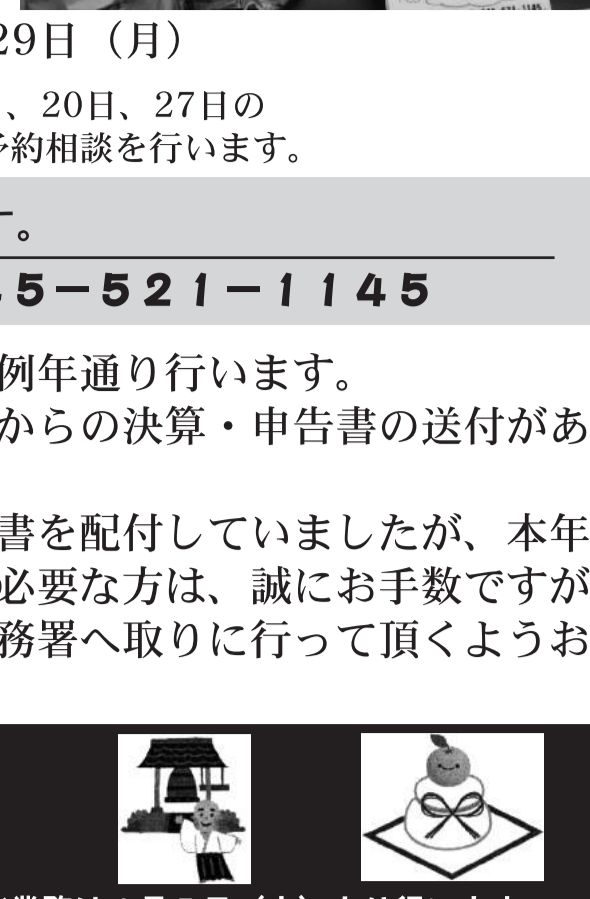 29日（月）
、20日、27日の
予約相談を行います。
す。
45－521－1145
例年通り行います。
からの決算・申告書の送付があ
書を配付していましたが、本年
必要な方は、誠にお手数ですが
務署へ取りに行って頂くようお